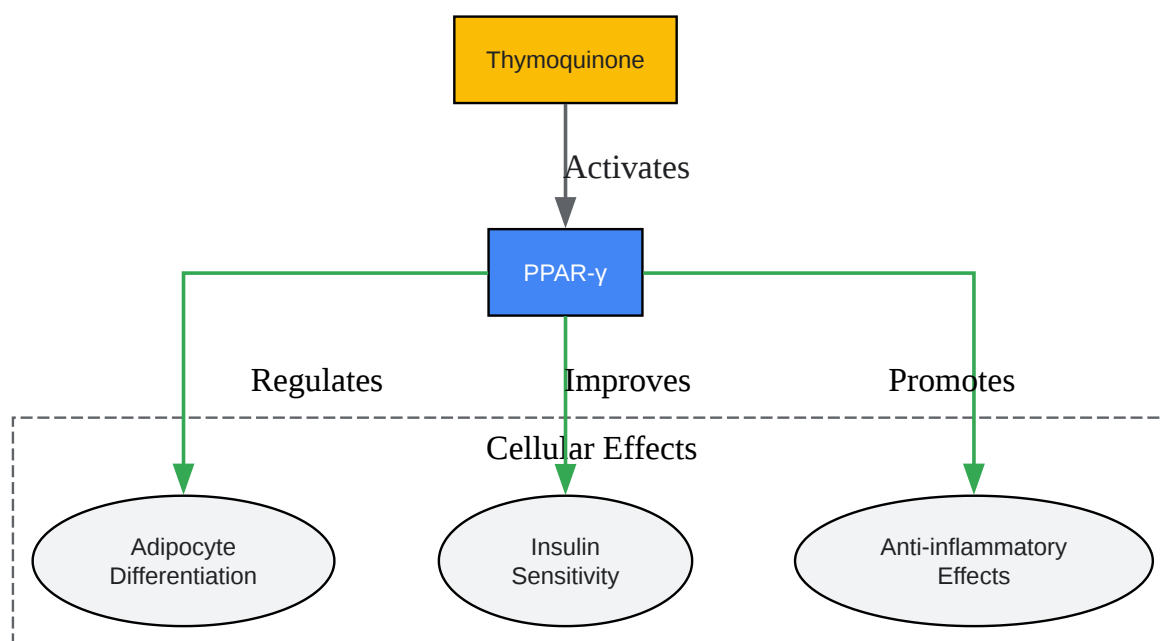 Thymoquinone
Activates
PPAR-γ
Regulates
Improves
Promotes
Cellular Effects
Adipocyte
Differentiation
Insulin
Sensitivity
Anti-inflammatory
Effects